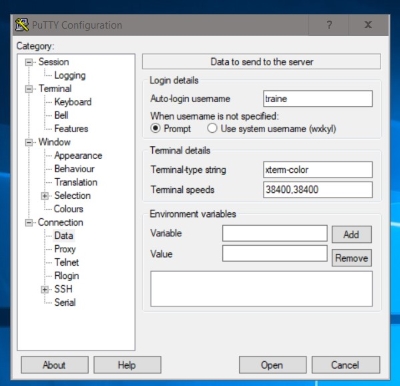 PuTTY Configuration
? X
Category:
Session
Logging
Terminal
Keyboard
Bell
Features
Window
Appearance
Behaviour
Translation
Selection
Colours
Connection
Data
Proxy
Telnet
Rlogin
SSH
Serial
Data to send to the server
Login details
Auto-login username traine
When username is not specified:
Prompt Use system username (wxkyl)
Terminal details
Terminal-type string xterm-color
Terminal speeds 38400,38400
Environment variables
Variable Add
Value Remove
About Help Open Cancel